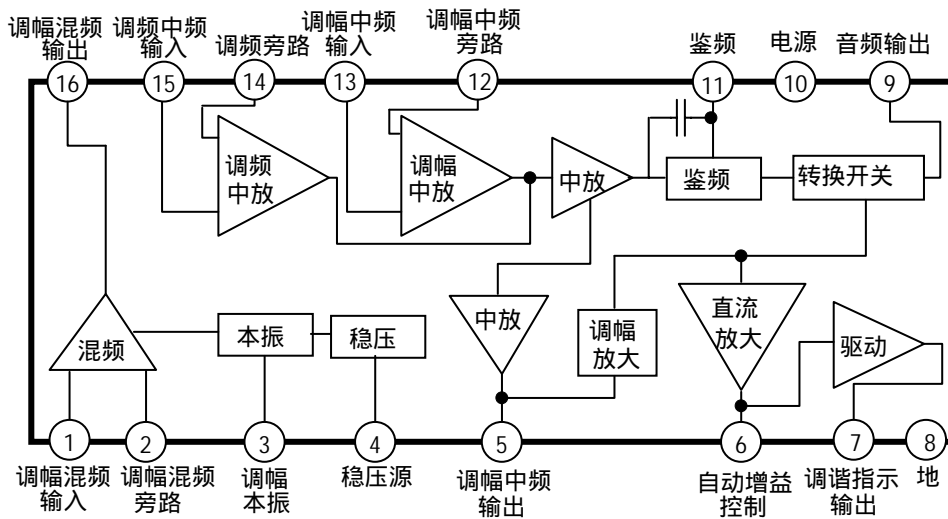 调幅混频
输出
调频中频
输入
调频旁路
调幅中频
输入
调幅中频
旁路
鉴频
电源
音频输出
16
15
14
13
12
11
10
9
调频
中放
调幅
中放
中放
鉴频
转换开关
混频
本振
稳压
中放
调幅
放大
直流
放大
驱动
1
2
3
4
5
6
7
8
调幅混频
输入
调幅混频
旁路
调幅
本振
稳压源
调幅中频
输出
自动增益
控制
调谐指示
输出
地